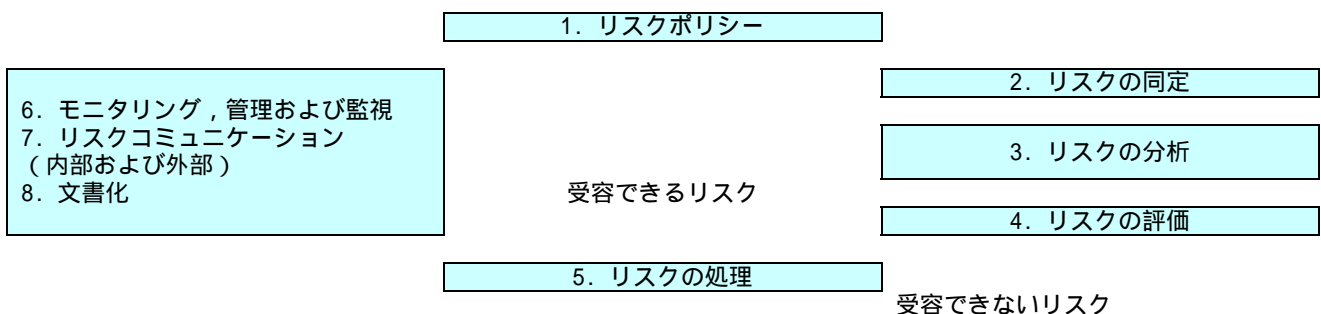 1. リスクポリシー
2. リスクの同定
6. モニタリング，管理および監視
7. リスクコミュニケーション
（内部および外部）
8. 文書化
3. リスクの分析
受容できるリスク
4. リスクの評価
5. リスクの処理
受容できないリスク